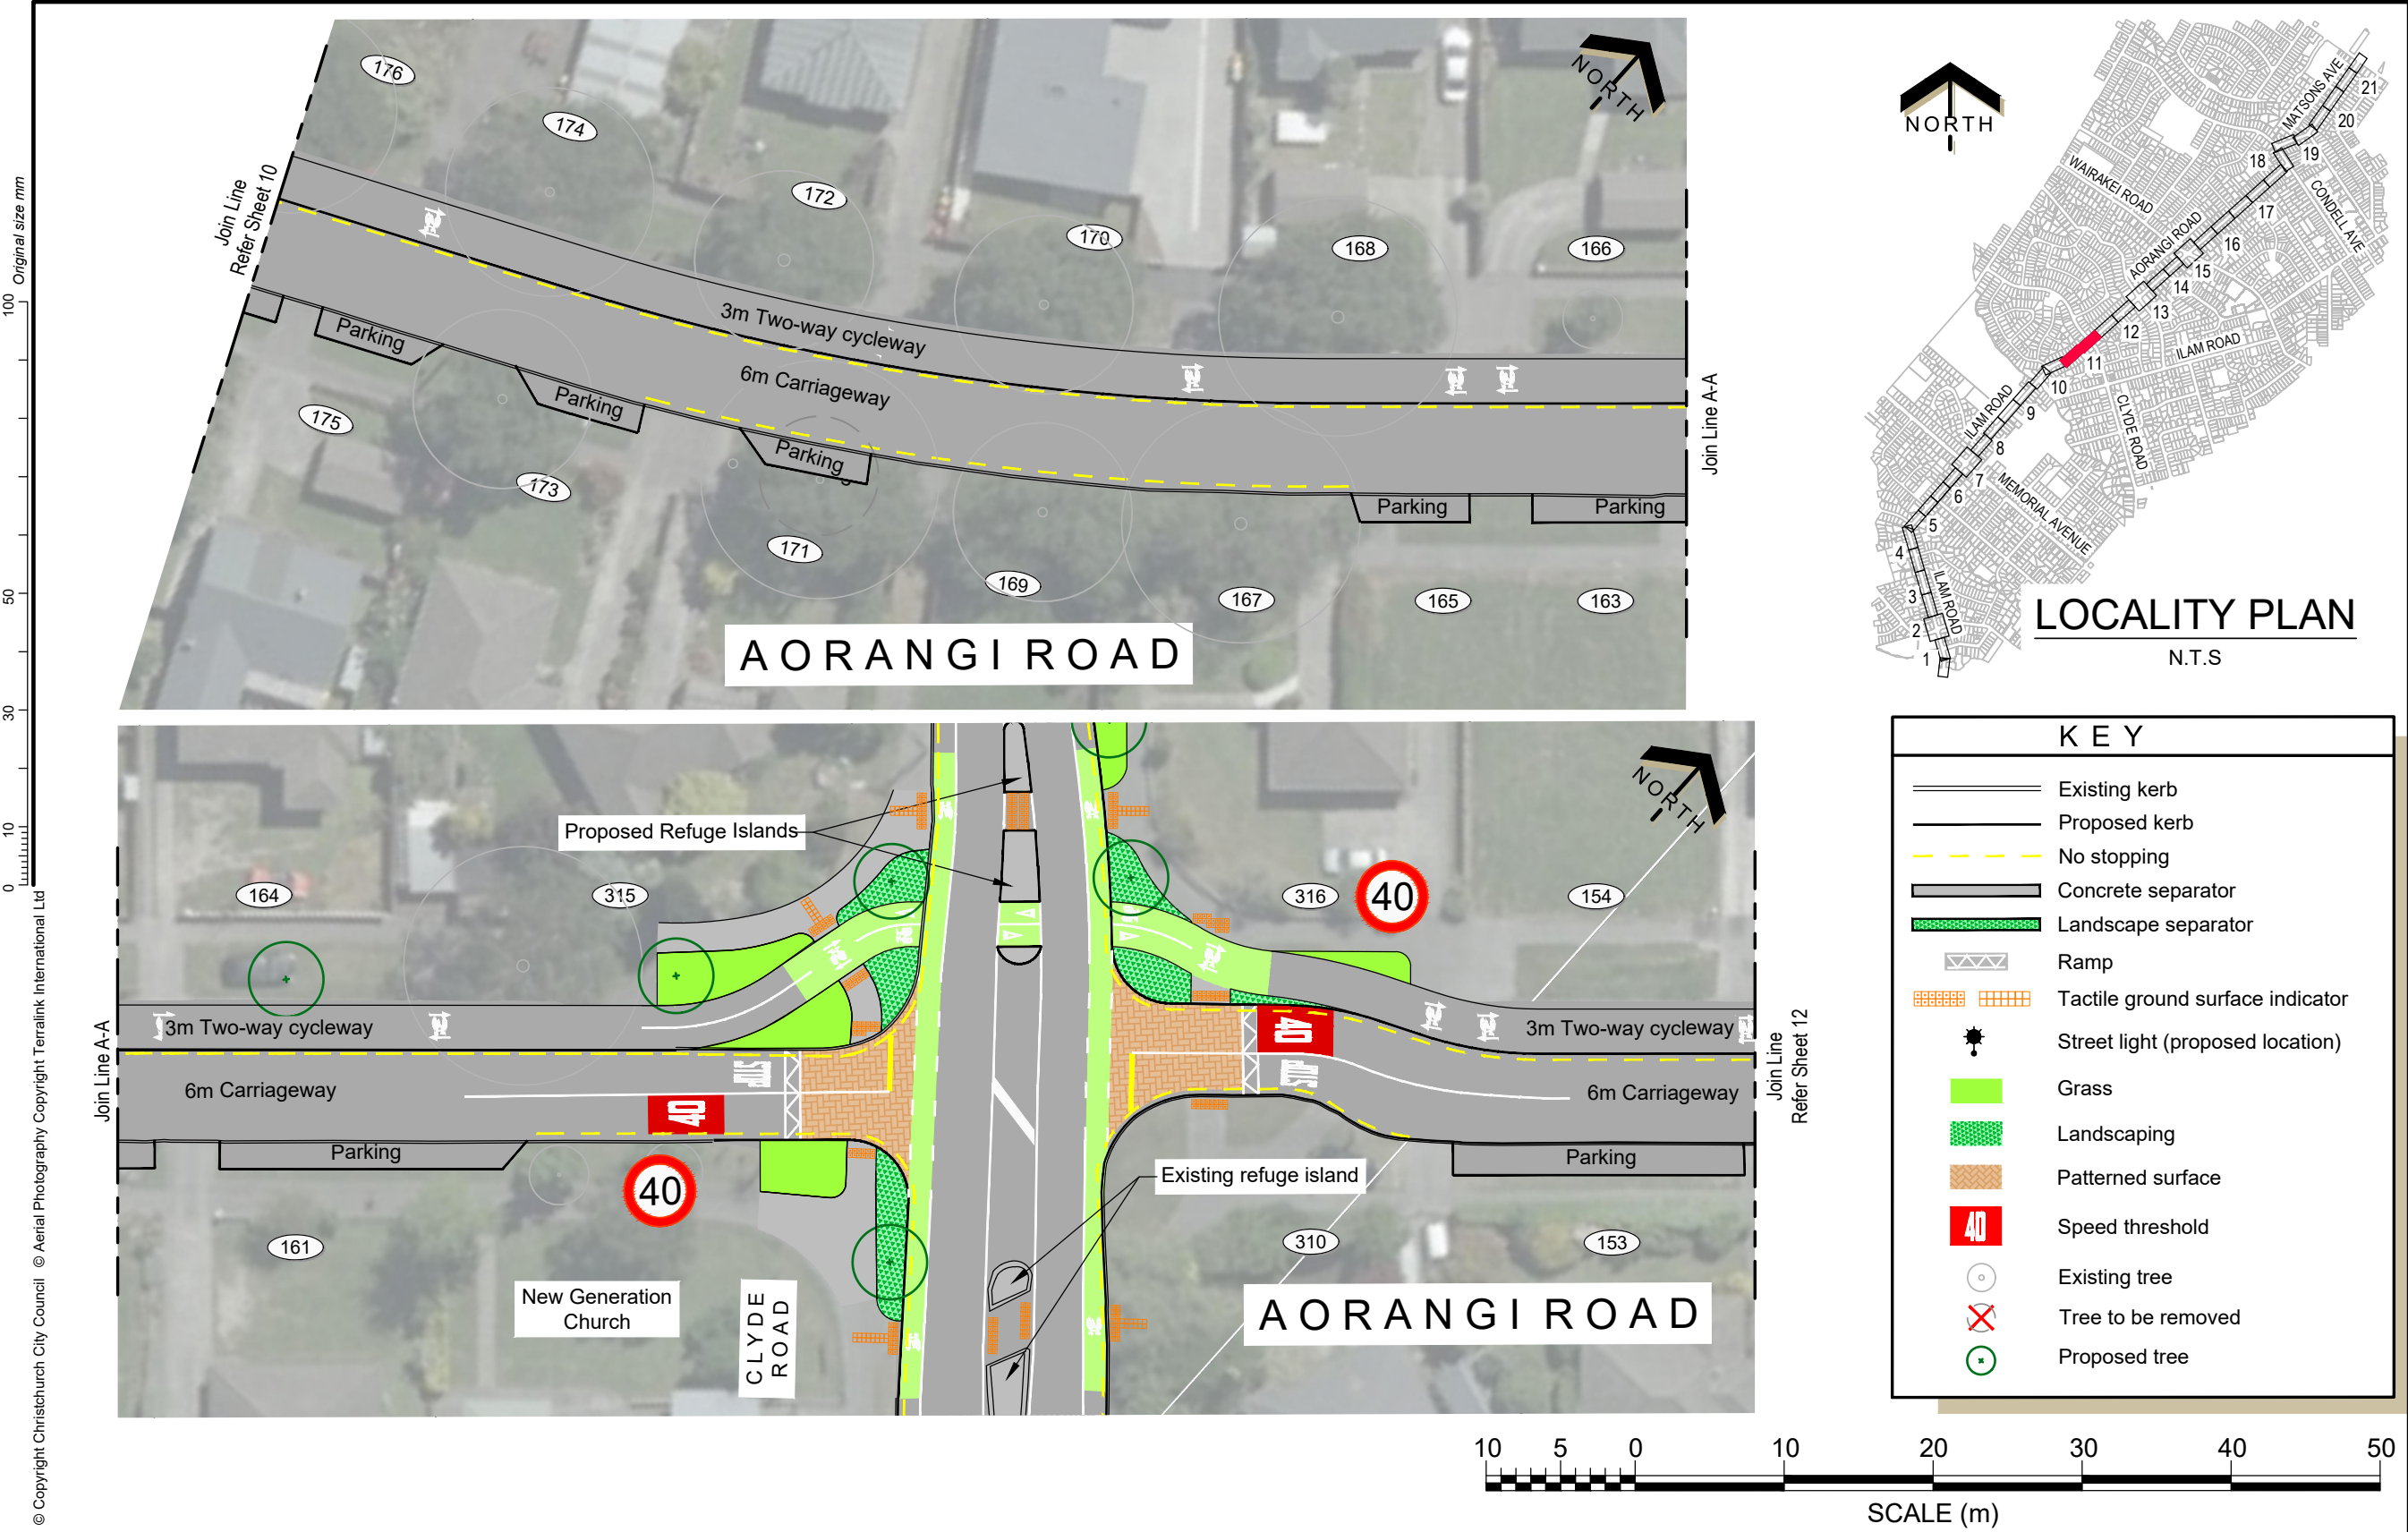 Original size mm
100
50
30
10
0
© Copyright Christchurch City Council © Aerial Photography Copyright Terralink International Ltd
176
174
172
170
168
166
NORTH
Join Line
Refer Sheet 10
3m Two-way cycleway
6m Carriageway
Parking
Parking
Parking
Parking
Parking
Join Line A-A
175
173
171
169
167
165
163
AORANGI ROAD
NORTH
MATSONS AVE
WAIRAKEI ROAD
CONDELL AVE
AORANGI ROAD
ILAM ROAD
ILAM ROAD
CLYDE ROAD
MEMORIAL AVENUE
ILAM ROAD
21
20
19
18
17
16
15
14
13
12
11
10
9
8
7
6
5
4
3
2
1
LOCALITY PLAN
N.T.S
NORTH
Proposed Refuge Islands
164
315
316
40
154
Join Line A-A
3m Two-way cycleway
3m Two-way cycleway
40
STOP
STOP
6m Carriageway
6m Carriageway
40
Join Line
Refer Sheet 12
Parking
Parking
Existing refuge island
40
161
310
153
New Generation
Church
CLYDE
ROAD
AORANGI ROAD
KEY
Existing kerb
Proposed kerb
No stopping
Concrete separator
Landscape separator
Ramp
Tactile ground surface indicator
Street light (proposed location)
Grass
Landscaping
Patterned surface
40
Speed threshold
Existing tree
Tree to be removed
Proposed tree
10 5 0 10 20 30 40 50
SCALE (m)